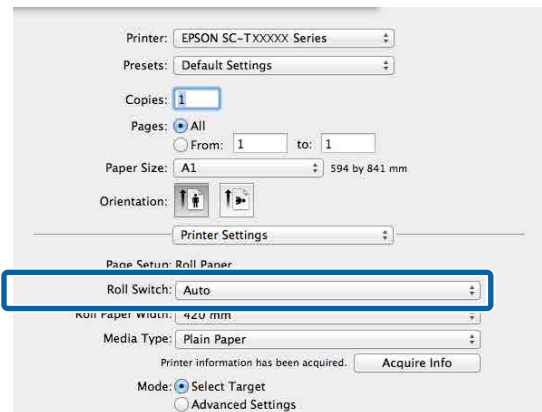 Printer: EPSON SC-TXXXXX Series
Presets: Default Settings
Copies: 1
Pages: All
From: 1 to: 1
Paper Size: A1 594 by 841 mm
Orientation:
Printer Settings
Page Setup: Roll Paper
Roll Switch: Auto
Roll Paper Width: 420 mm
Media Type: Plain Paper
Printer information has been acquired. Acquire Info
Mode: Select Target
Advanced Settings